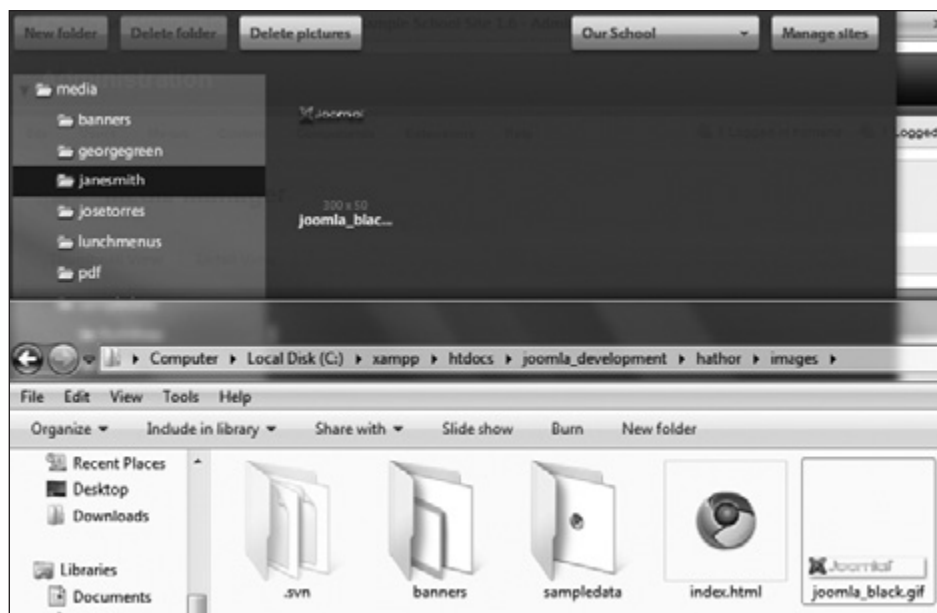 New folder
Delete folder
Delete pictures
Our School
Manage sites
media
banners
georgegreen
janesmith
josetorres
lunchmenus
pdf
Joomla!
300 x 50
joomla_blac...
Logged
Computer ▸ Local Disk (C:) ▸ xampp ▸ htdocs ▸ joomla_development ▸ hathor ▸ images ▸
File Edit View Tools Help
Organize Include in library Share with Slide show Burn New folder
Recent Places
Desktop
Downloads
Libraries
Documents
.svn
banners
sampledata
index.html
Joomla!
joomla_black.gif